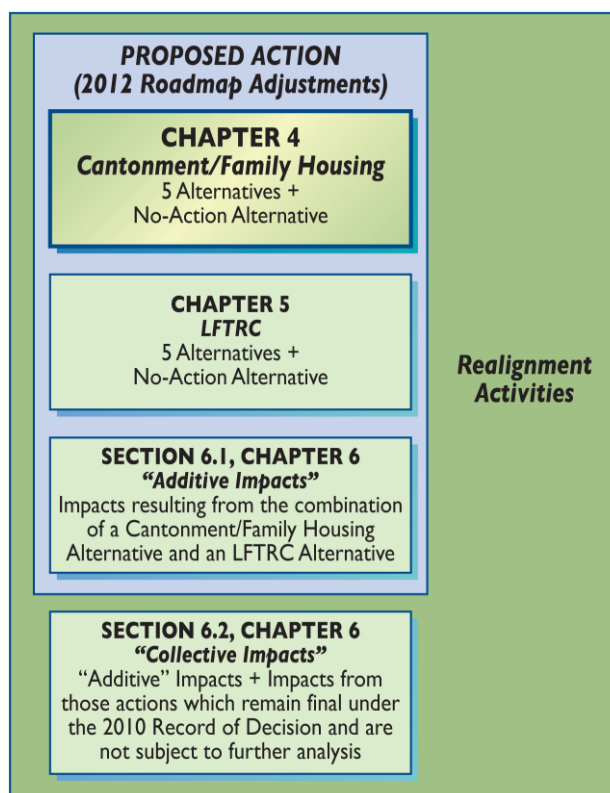 PROPOSED ACTION
(2012 Roadmap Adjustments)
CHAPTER 4
Cantonment/Family Housing
5 Alternatives +
No-Action Alternative
CHAPTER 5
LFTRC
5 Alternatives +
No-Action Alternative
SECTION 6.1, CHAPTER 6
“Additive Impacts”
Impacts resulting from the combination
of a Cantonment/Family Housing
Alternative and an LFTRC Alternative
SECTION 6.2, CHAPTER 6
“Collective Impacts”
“Additive” Impacts + Impacts from
those actions which remain final under
the 2010 Record of Decision and are
not subject to further analysis
Realignment
Activities